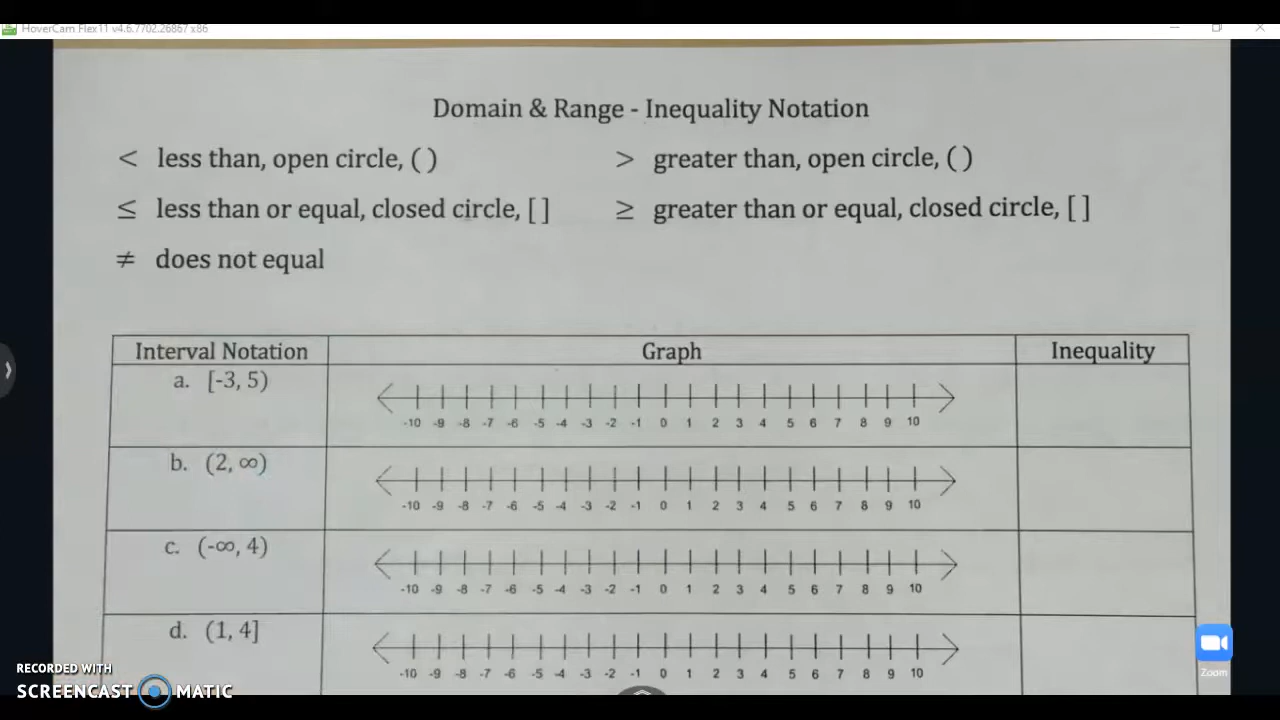 HoverCam Flex11 v4.6.7702.26867 x86
Domain & Range - Inequality Notation
< less than, open circle, ( ) > greater than, open circle, ( )
≤ less than or equal, closed circle, [ ] ≥ greater than or equal, closed circle, [ ]
≠ does not equal
Interval Notation Graph Inequality
a. [-3, 5)
-10 -9 -8 -7 -6 -5 -4 -3 -2 -1 0 1 2 3 4 5 6 7 8 9 10
b. (2, ∞)
-10 -9 -8 -7 -6 -5 -4 -3 -2 -1 0 1 2 3 4 5 6 7 8 9 10
c. (-∞, 4)
-10 -9 -8 -7 -6 -5 -4 -3 -2 -1 0 1 2 3 4 5 6 7 8 9 10
d. (1, 4]
-10 -9 -8 -7 -6 -5 -4 -3 -2 -1 0 1 2 3 4 5 6 7 8 9 10
Zoom
RECORDED WITH
SCREENCAST MATIC